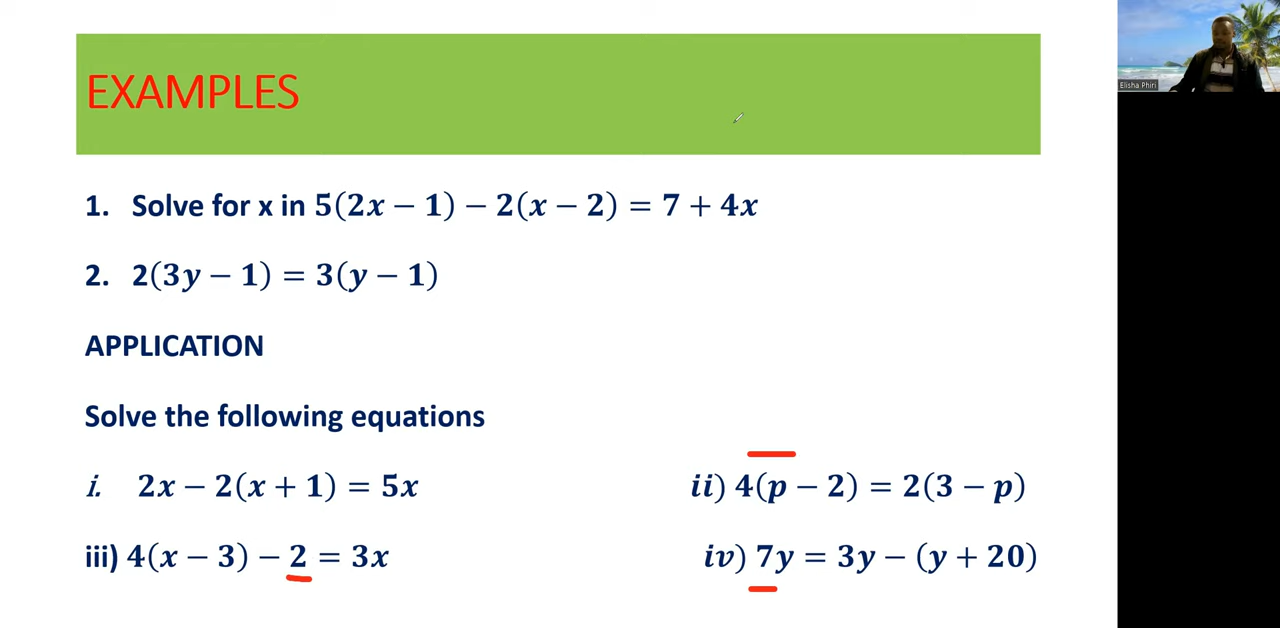 EXAMPLES
Elisha Phiri
1. Solve for x in 5(2x − 1) − 2(x − 2) = 7 + 4x
2. 2(3y − 1) = 3(y − 1)
APPLICATION
Solve the following equations
i. 2x − 2(x + 1) = 5x ii) 4(p − 2) = 2(3 − p)
iii) 4(x − 3) − 2 = 3x iv) 7y = 3y − (y + 20)